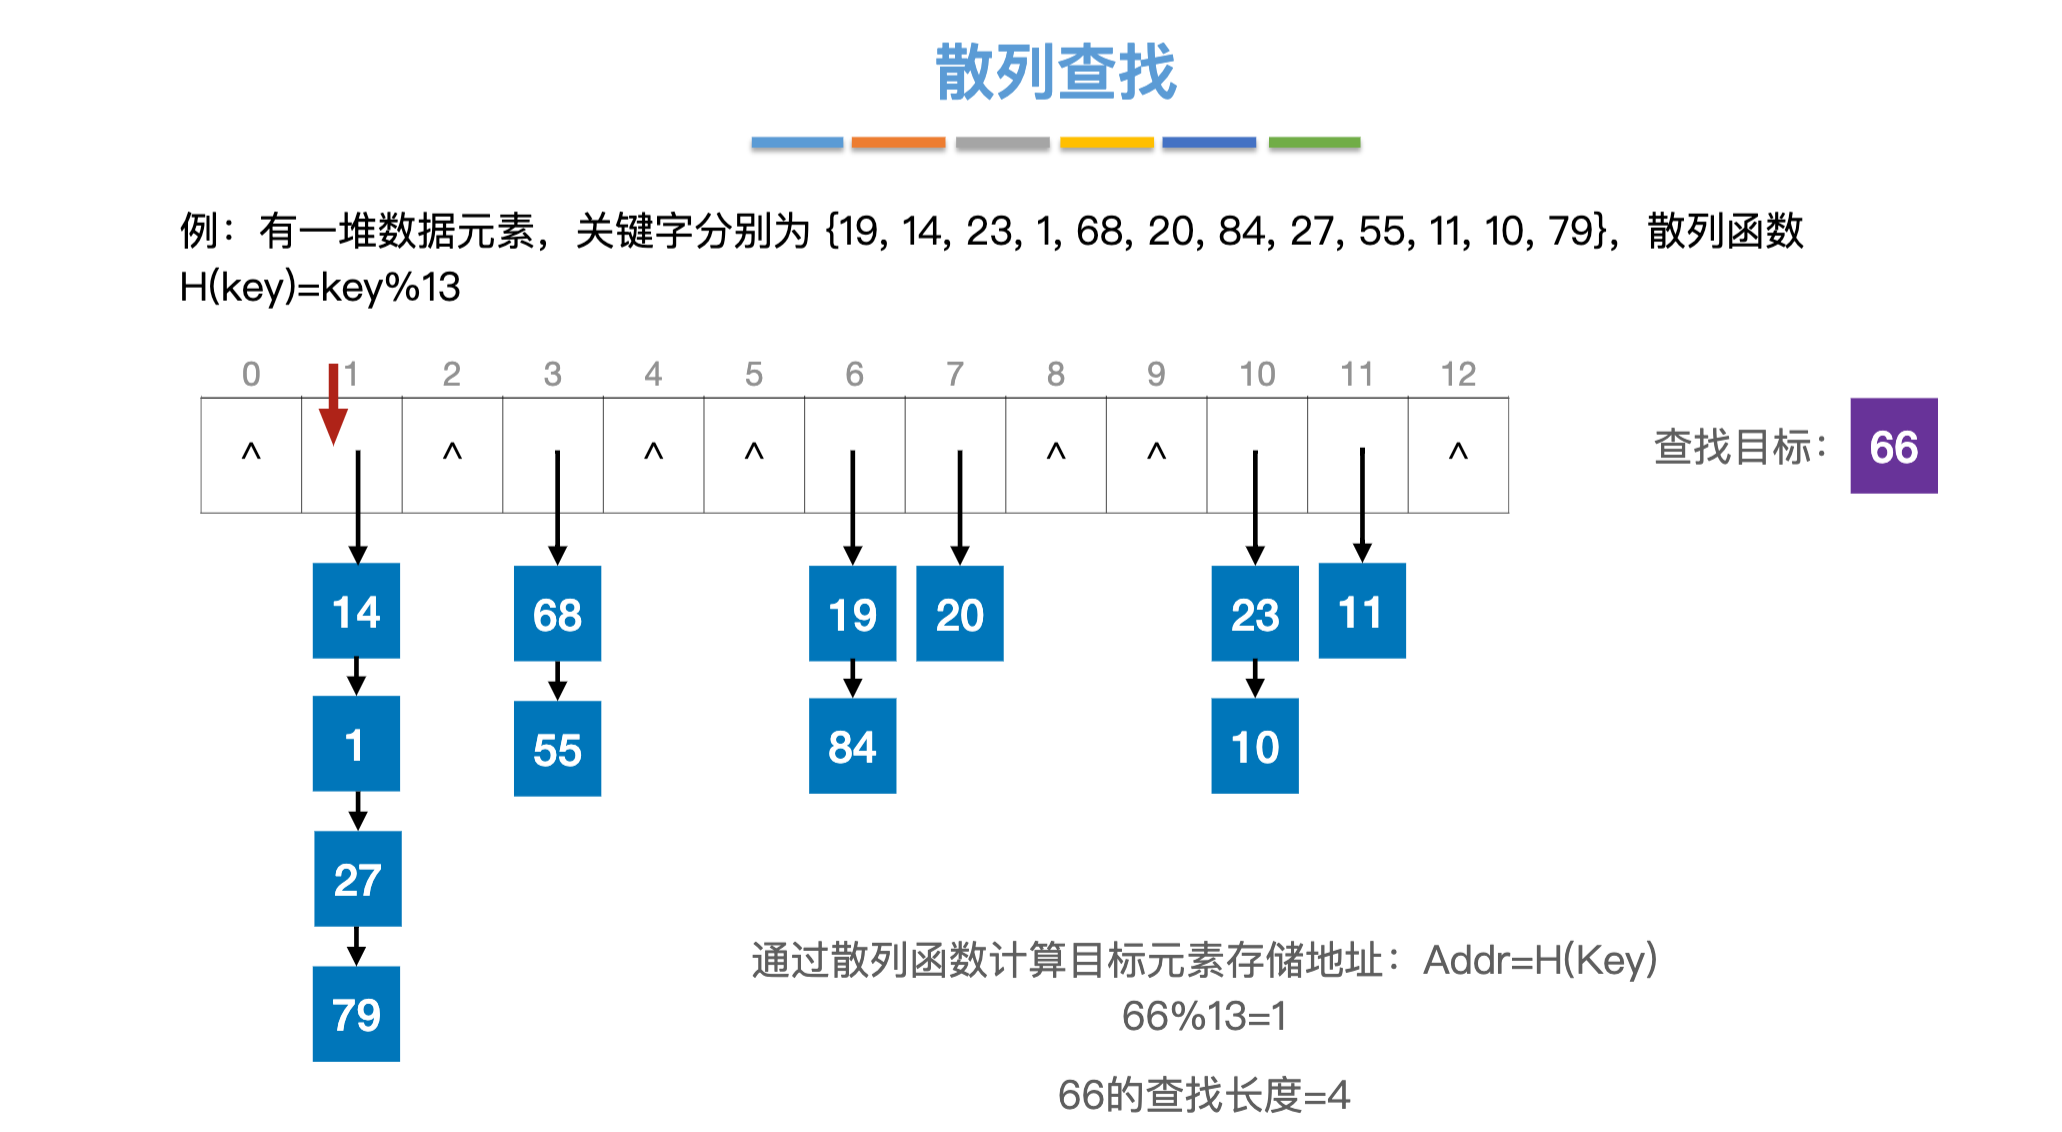 散列查找
例：有一堆数据元素，关键字分别为 {19, 14, 23, 1, 68, 20, 84, 27, 55, 11, 10, 79}，散列函数
H(key)=key%13
0 1 2 3 4 5 6 7 8 9 10 11 12
^ ^ ^ ^ ^ ^ ^
查找目标： 66
14 68 19 20 23 11
1 55 84 10
27
79
通过散列函数计算目标元素存储地址：Addr=H(Key)
66%13=1
66的查找长度=4